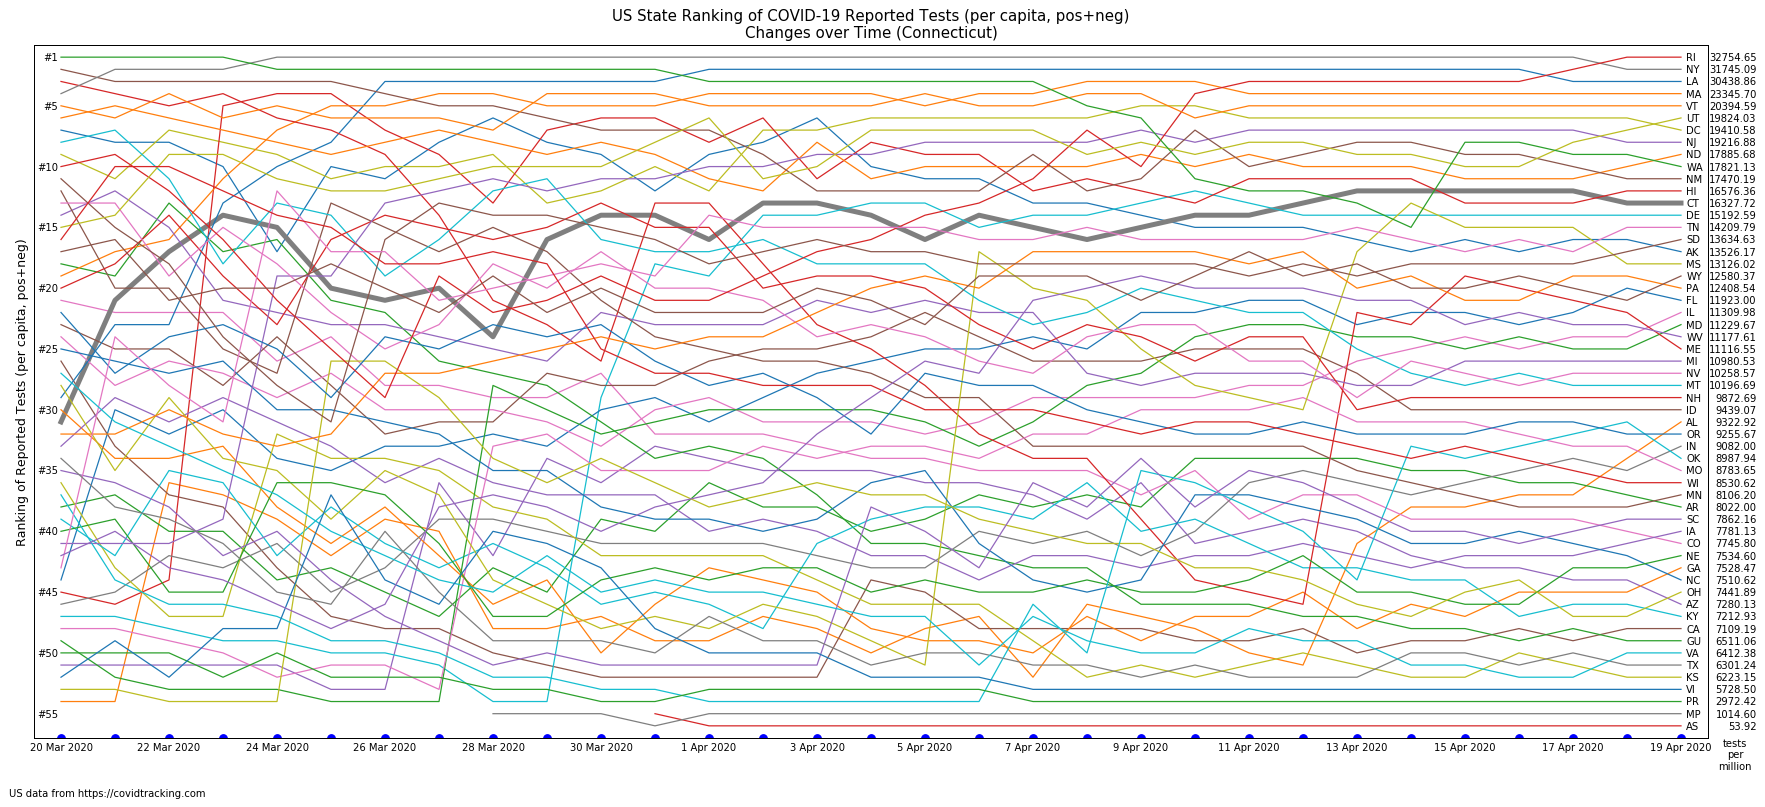 US State Ranking of COVID-19 Reported Tests (per capita, pos+neg)
Changes over Time (Connecticut)
Ranking of Reported Tests (per capita, pos+neg)
#1
#5
#10
#15
#20
#25
#30
#35
#40
#45
#50
#55
RI 32754.65
NY 31745.09
LA 30438.86
MA 23345.70
VT 20394.59
UT 19824.03
DC 19410.58
NJ 19216.88
ND 17885.68
WA 17821.13
NM 17470.19
HI 16576.36
CT 16327.72
DE 15192.59
TN 14209.79
SD 13634.63
AK 13526.17
MS 13126.02
WY 12580.37
PA 12408.54
FL 11923.00
IL 11309.98
MD 11229.67
WV 11177.61
ME 11116.55
MI 10980.53
NV 10258.57
MT 10196.69
NH 9872.69
ID 9439.07
AL 9322.92
OR 9255.67
IN 9082.00
OK 8987.94
MO 8783.65
WI 8530.62
MN 8106.20
AR 8022.00
SC 7862.16
IA 7781.13
CO 7745.80
NE 7534.60
GA 7528.47
NC 7510.62
OH 7441.89
AZ 7280.13
KY 7212.93
CA 7109.19
GU 6511.06
VA 6412.38
TX 6301.24
KS 6223.15
VI 5728.50
PR 2972.42
MP 1014.60
AS 53.92
20 Mar 2020 22 Mar 2020 24 Mar 2020 26 Mar 2020 28 Mar 2020 30 Mar 2020 1 Apr 2020 3 Apr 2020 5 Apr 2020 7 Apr 2020 9 Apr 2020 11 Apr 2020 13 Apr 2020 15 Apr 2020 17 Apr 2020 19 Apr 2020
tests
per
million
US data from https://covidtracking.com